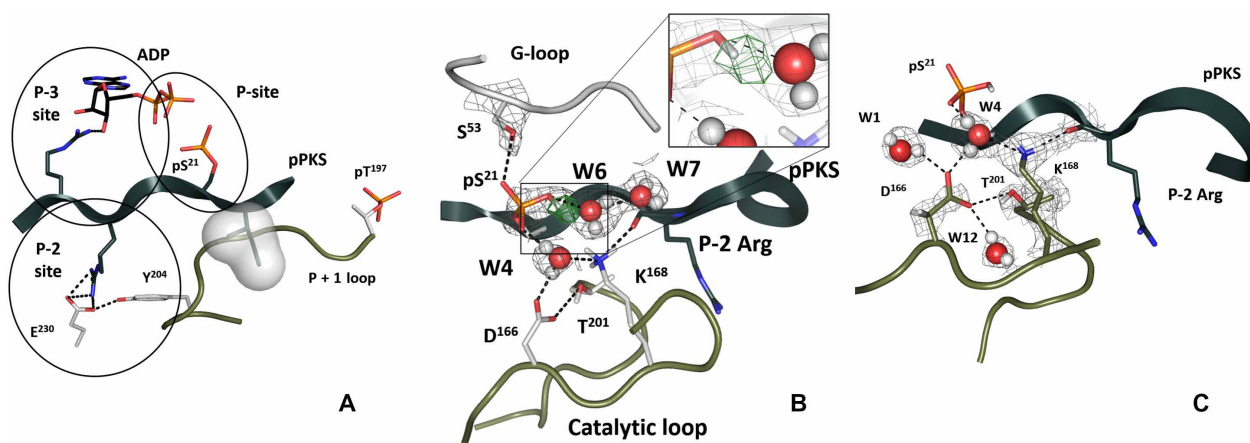 ADP
P-3
site
P-site
pS²¹
pPKS
pT¹⁹⁷
P-2
site
Y²⁰⁴
P + 1 loop
E²³⁰
A
G-loop
S⁵³
pS²¹
W6
W7
pPKS
W4
P-2 Arg
K¹⁶⁸
D¹⁶⁶
T²⁰¹
Catalytic loop
B
pS²¹
pPKS
W1
W4
K¹⁶⁸
D¹⁶⁶
T²⁰¹
P-2 Arg
W12
C